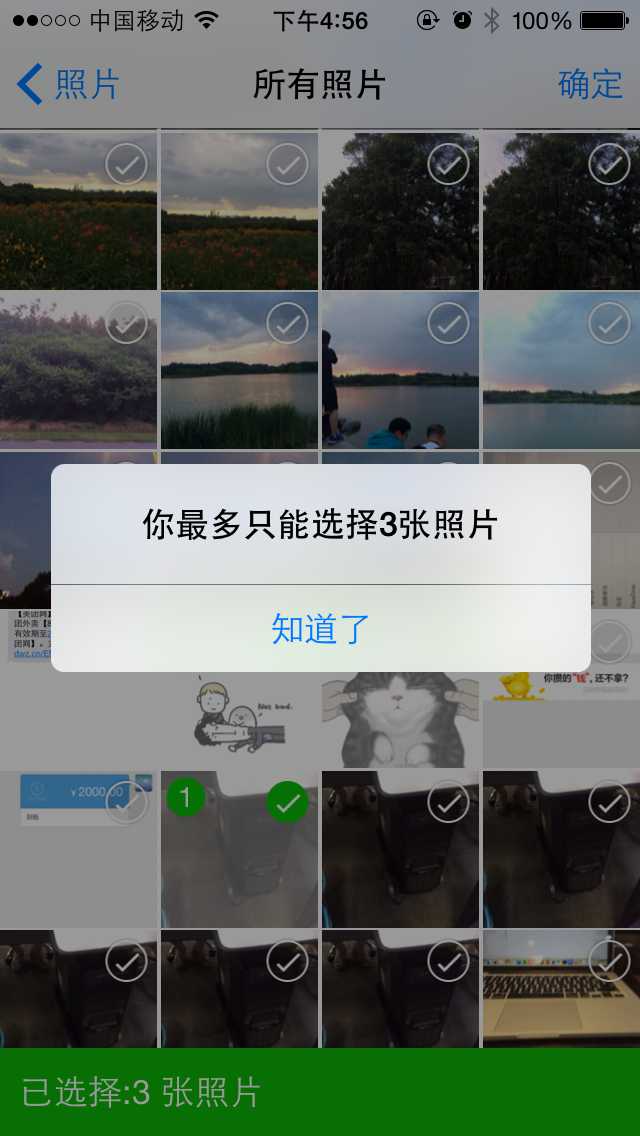 中国移动 下午4:56 100%
照片 所有照片 确定
你最多只能选择3张照片
知道了
【美团网】
团外卖【
有效期至
团网】。
dwz.cn/E
你攒的"钱",还不拿?
¥2000.00
1
已选择:3 张照片